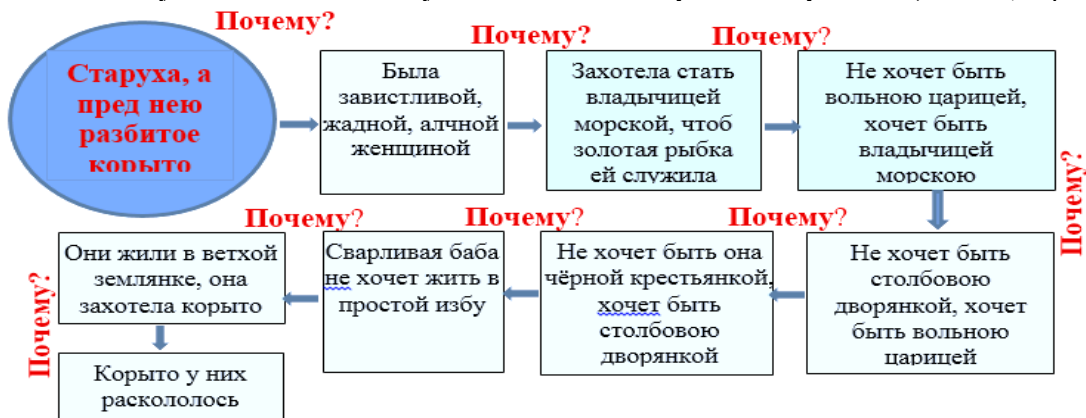 Почему?
Старуха, а
пред нею
разбитое
корыто
Была
завистливой,
жадной, алчной
женщиной
Почему?
Захотела стать
владычицей
морской, чтоб
золотая рыбка
ей служила
Почему?
Не хочет быть
вольною царицей,
хочет быть
владычицей
морскою
Почему?
Не хочет быть
столбовою
дворянкой, хочет
быть вольною
царицей
Почему?
Не хочет быть она
чёрной крестьянкой,
хочет быть
столбовою
дворянкой
Почему?
Сварливая баба
не хочет жить в
простой избу
Они жили в ветхой
землянке, она
захотела корыто
Почему?
Корыто у них
раскололось